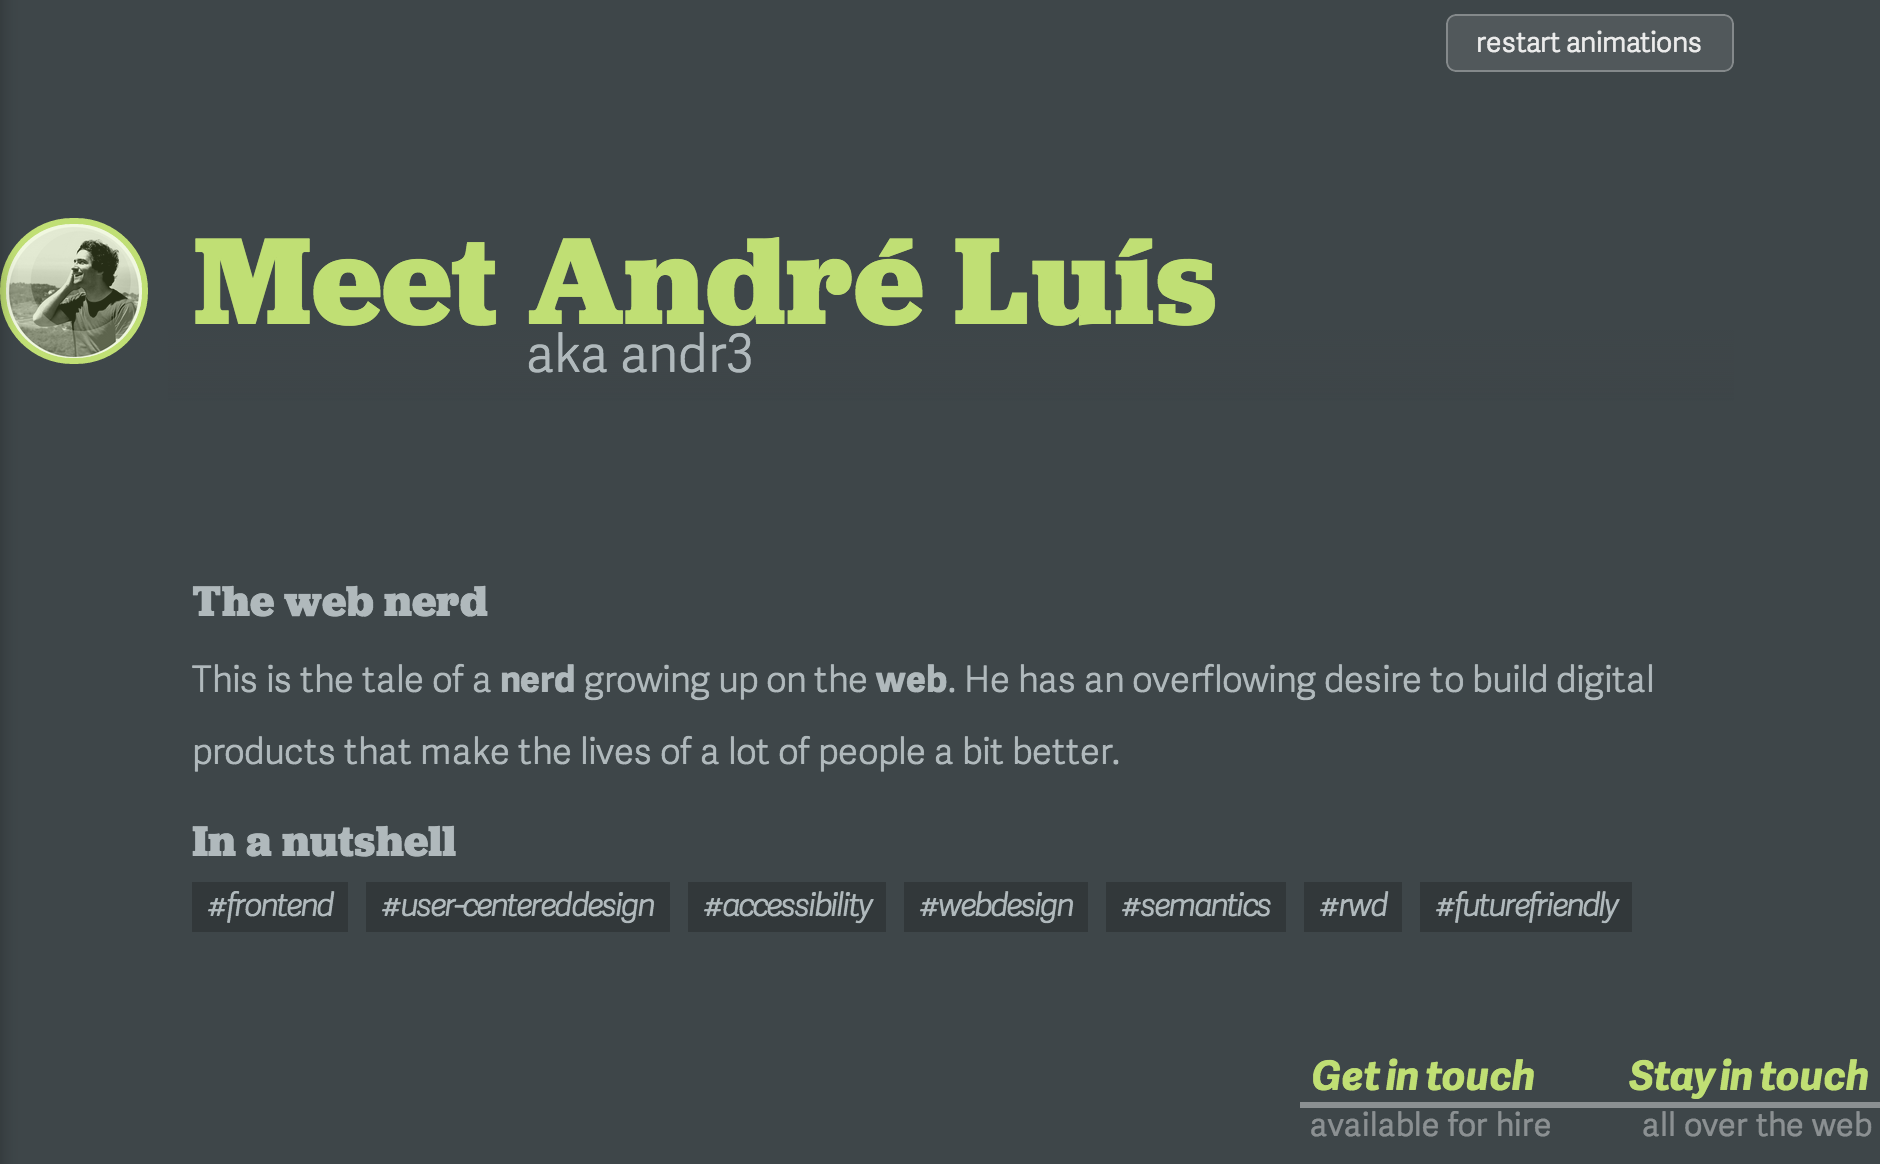 restart animations
Meet André Luís
aka andr3
The web nerd
This is the tale of a nerd growing up on the web. He has an overflowing desire to build digital
products that make the lives of a lot of people a bit better.
In a nutshell
#frontend #user-centereddesign #accessibility #webdesign #semantics #rwd #futurefriendly
Get in touch Stay in touch
available for hire all over the web